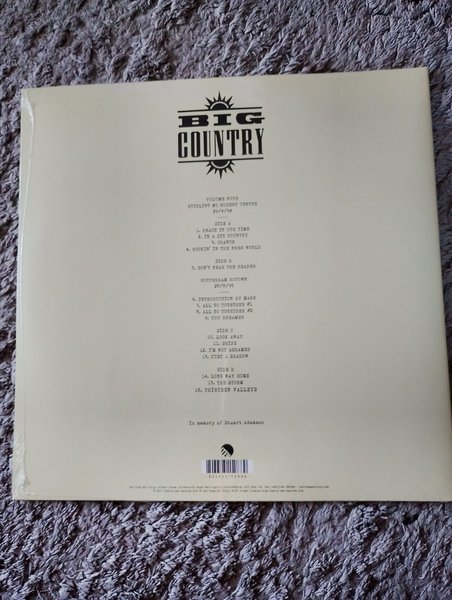 BIG
COUNTRY
VOLUME FOUR
STIRLING MC ROBERT CENTRE
SIDE A
1. PEACE IN OUR TIME
2. IN A BIG COUNTRY
3. CHANCE
4. ROCKIN' IN THE FREE WORLD
SIDE B
5. DON'T FEAR THE REAPER
ROTTERDAM ROTOWN
6. INTRODUCTION BY MARK
7. ALL GO TOGETHER #1
8. ALL GO TOGETHER #2
9. YOU DREAMER
SIDE C
10. LOOK AWAY
11. SHIPS
12. I'M NOT ASHAMED
13. JUST A SHADOW
SIDE D
14. LONG WAY HOME
15. THE STORM
16. THIRTEEN VALLEYS
In memory of Stuart Adamson